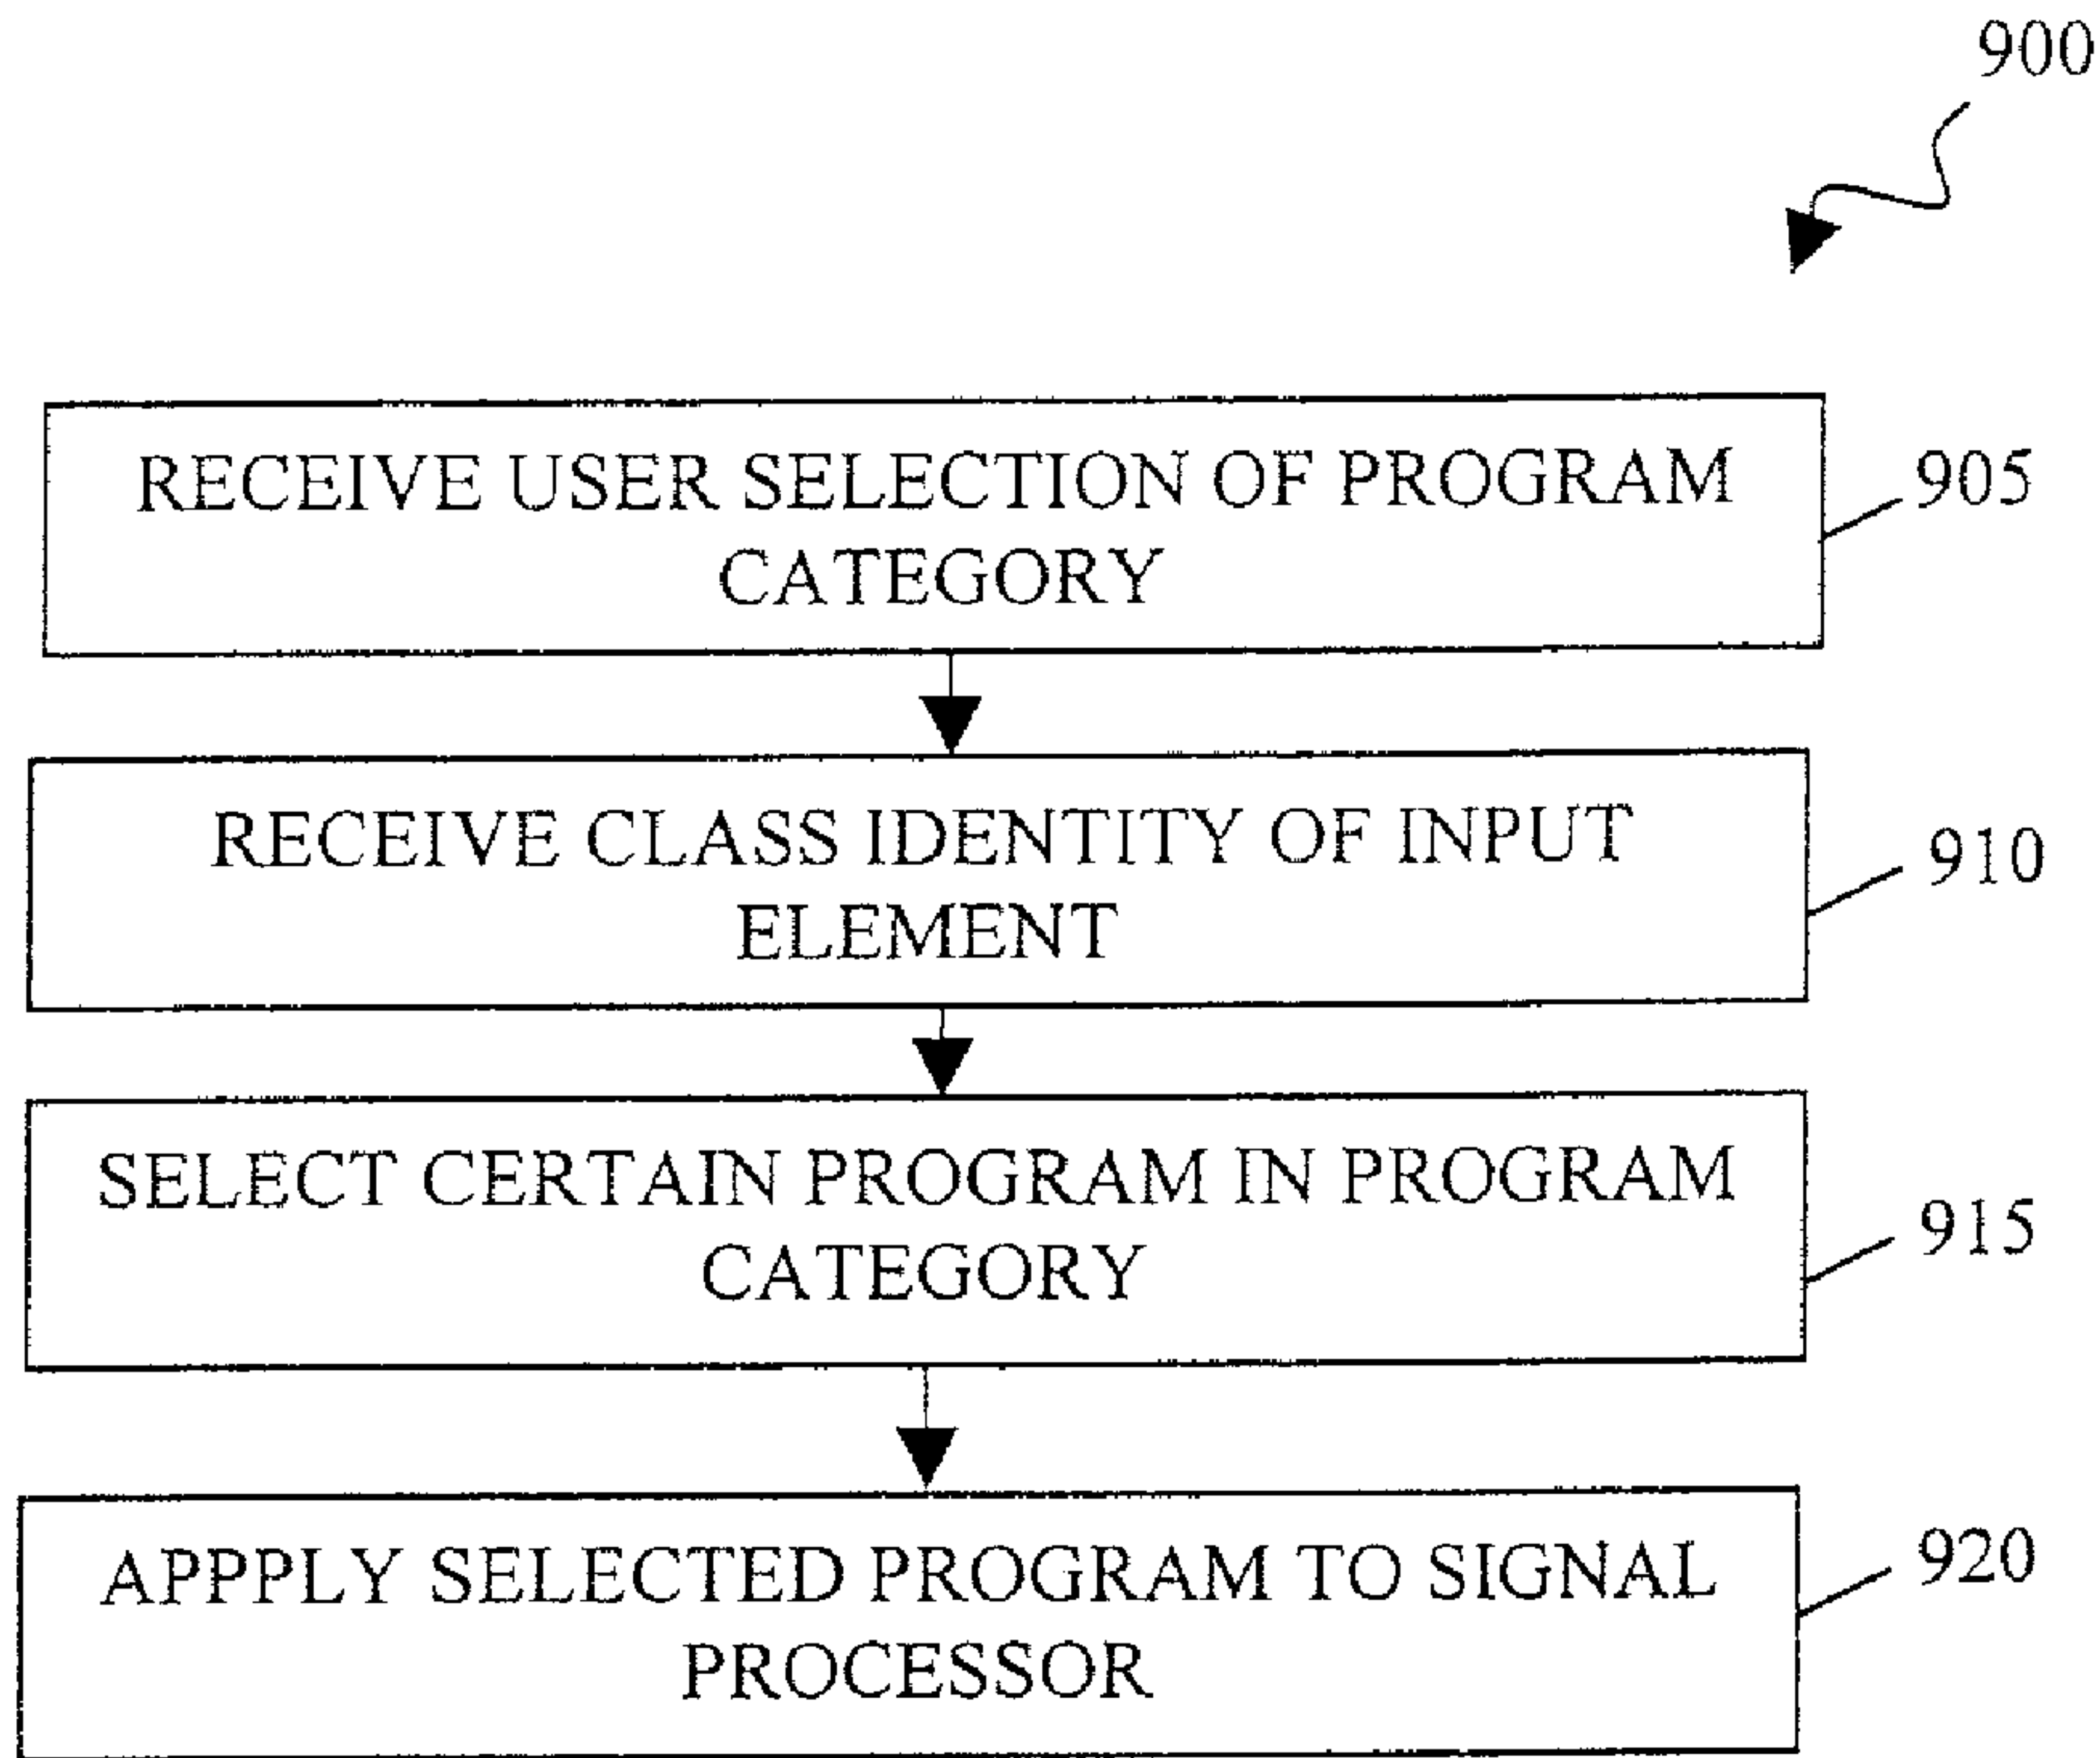 900
RECEIVE USER SELECTION OF PROGRAM
CATEGORY
905
RECEIVE CLASS IDENTITY OF INPUT
ELEMENT
910
SELECT CERTAIN PROGRAM IN PROGRAM
CATEGORY
915
APPPLY SELECTED PROGRAM TO SIGNAL
PROCESSOR
920